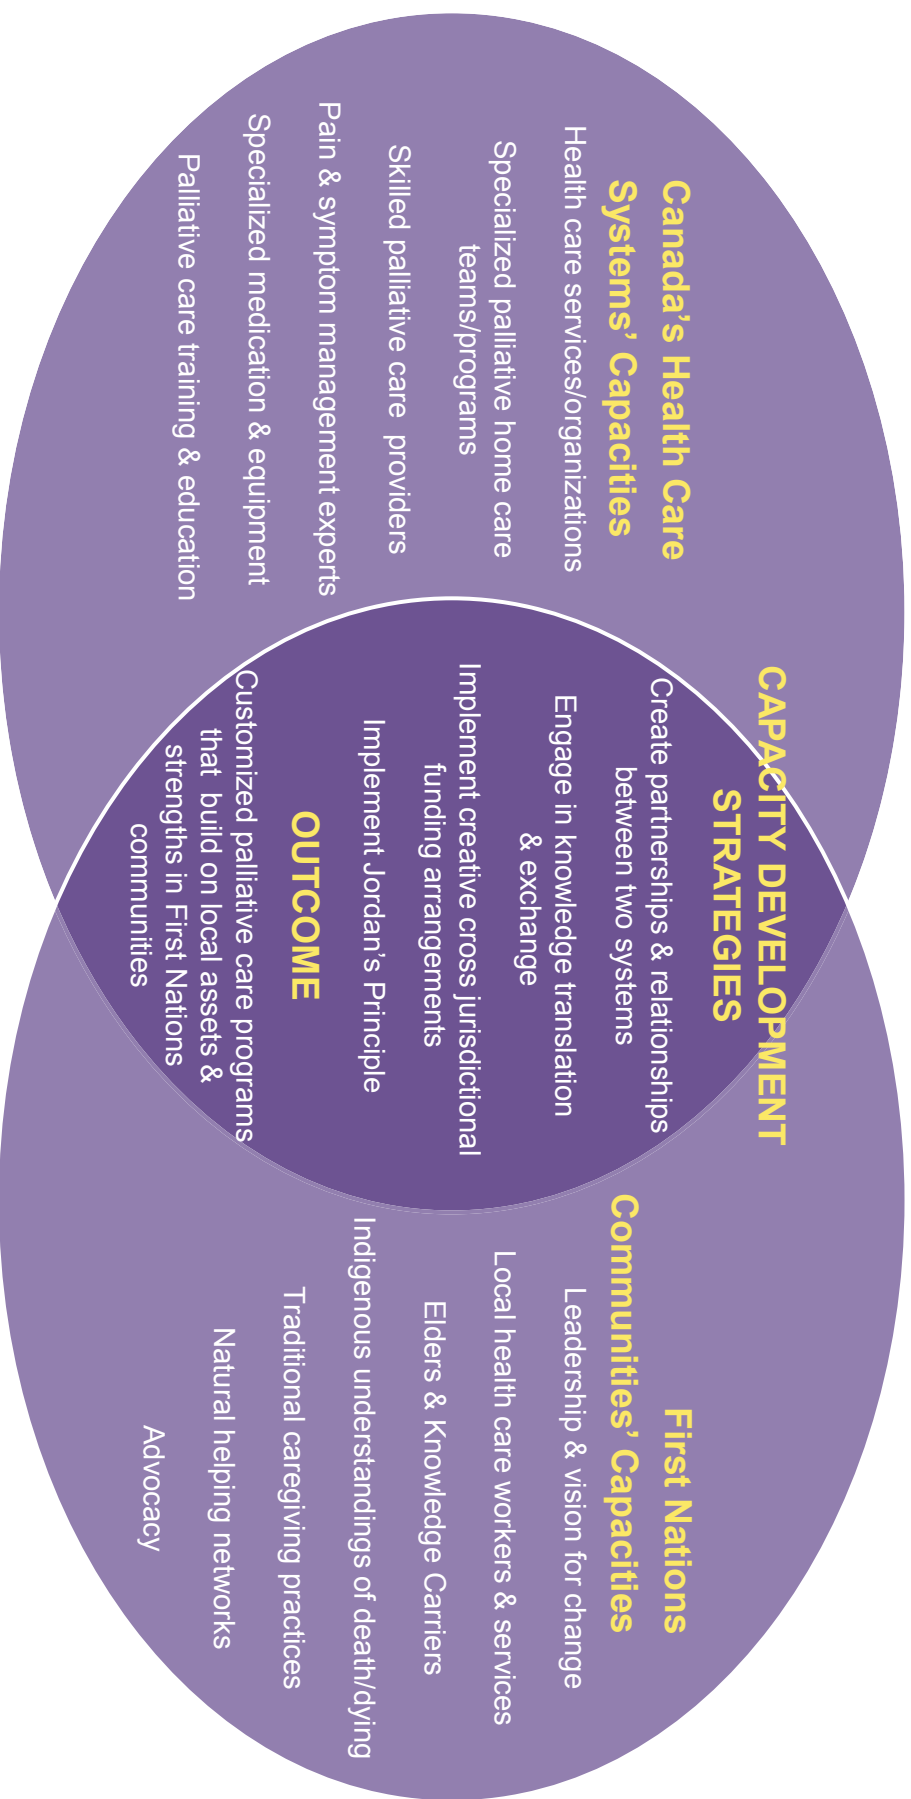 Canada's Health Care
Systems' Capacities
Health care services/organizations
Specialized palliative home care
teams/programs
Skilled palliative care  providers
Pain & symptom management experts
Specialized medication & equipment
Palliative care training & education
CAPACITY DEVELOPMENT
STRATEGIES
Create partnerships & relationships
between two systems
Engage in knowledge translation
& exchange
Implement creative cross jurisdictional
funding arrangements
Implement Jordan's Principle
OUTCOME
Customized palliative care programs
that  build on local assets &
strengths in First Nations
communities
First Nations
Communities' Capacities
Leadership & vision for change
Local health care workers & services
Elders & Knowledge Carriers
Indigenous understandings of death/dying
Traditional caregiving practices
Natural helping networks
Advocacy